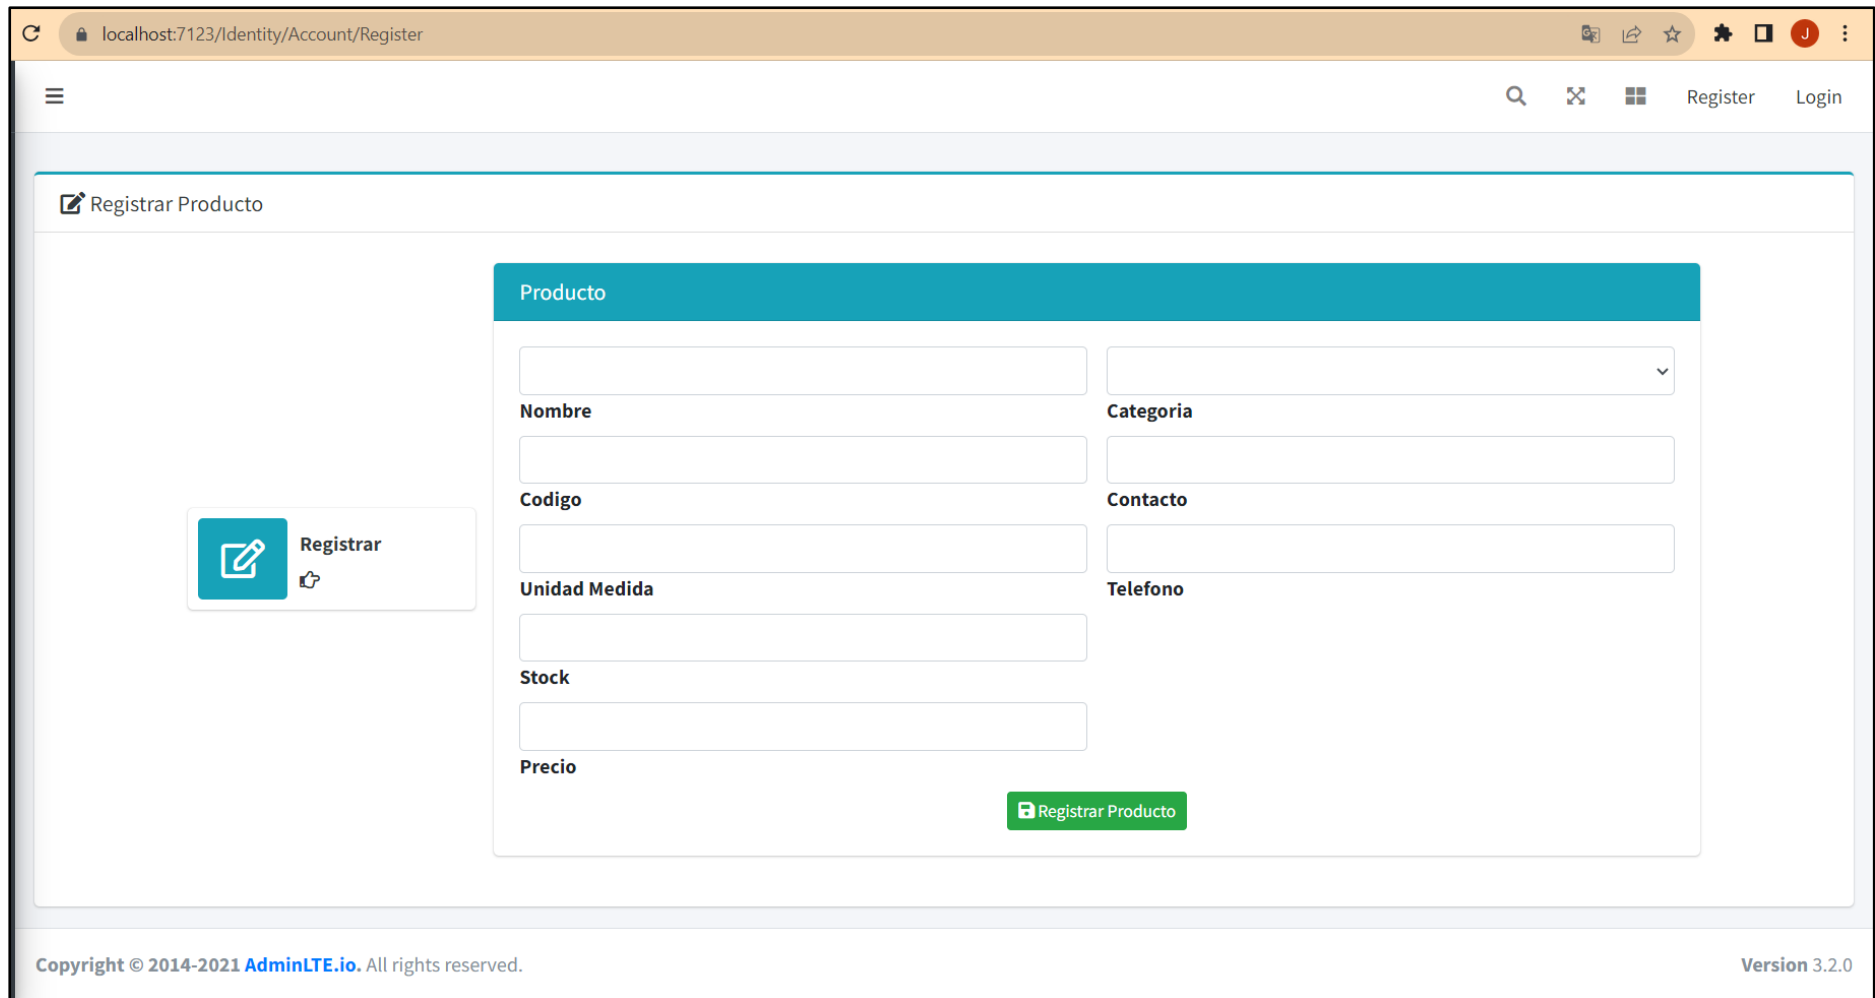 localhost:7123/Identity/Account/Register
J
Register Login
Registrar Producto
Producto
Nombre Categoria
Codigo Contacto
Registrar
Unidad Medida Telefono
Stock
Precio
Registrar Producto
Copyright © 2014-2021 AdminLTE.io. All rights reserved. Version 3.2.0